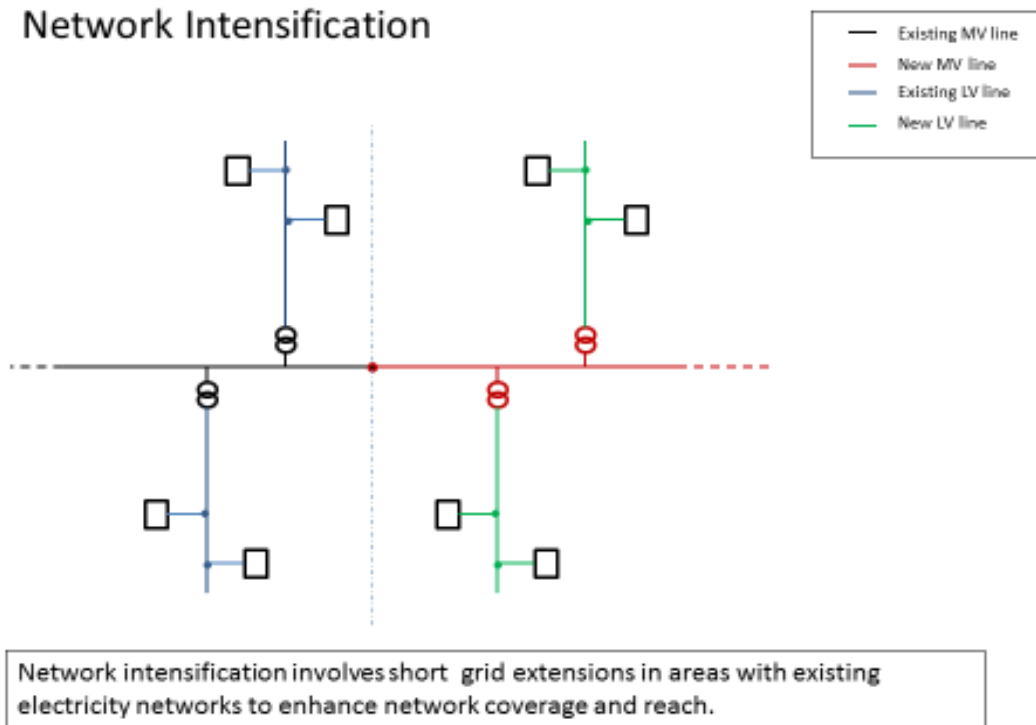 Network Intensification
Existing MV line
New MV line
Existing LV line
New LV line
Network intensification involves short grid extensions in areas with existing
electricity networks to enhance network coverage and reach.